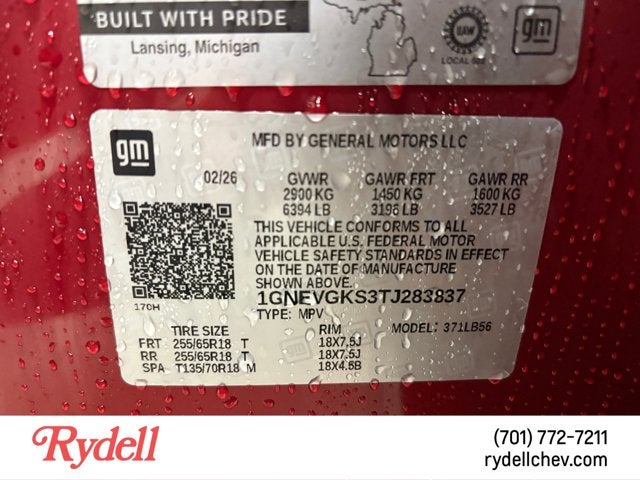 BUILT WITH PRIDE
Lansing, Michigan
UAW
LOCAL 602
gm
gm
MFD BY GENERAL MOTORS LLC
02/26 GVWR GAWR FRT GAWR RR
2900 KG 1450 KG 1600 KG
6394 LB 3196 LB 3527 LB
THIS VEHICLE CONFORMS TO ALL
APPLICABLE U.S. FEDERAL MOTOR
VEHICLE SAFETY STANDARDS IN EFFECT
ON THE DATE OF MANUFACTURE
SHOWN ABOVE.
1GNEVGKS3TJ283837
170H
TYPE: MPV MODEL: 371LB56
TIRE SIZE RIM
FRT 255/65R18 T 18X7.5J
RR 255/65R18 T 18X7.5J
SPA T135/70R18 M 18X4.5B
Rydell
(701) 772-7211
rydellchev.com